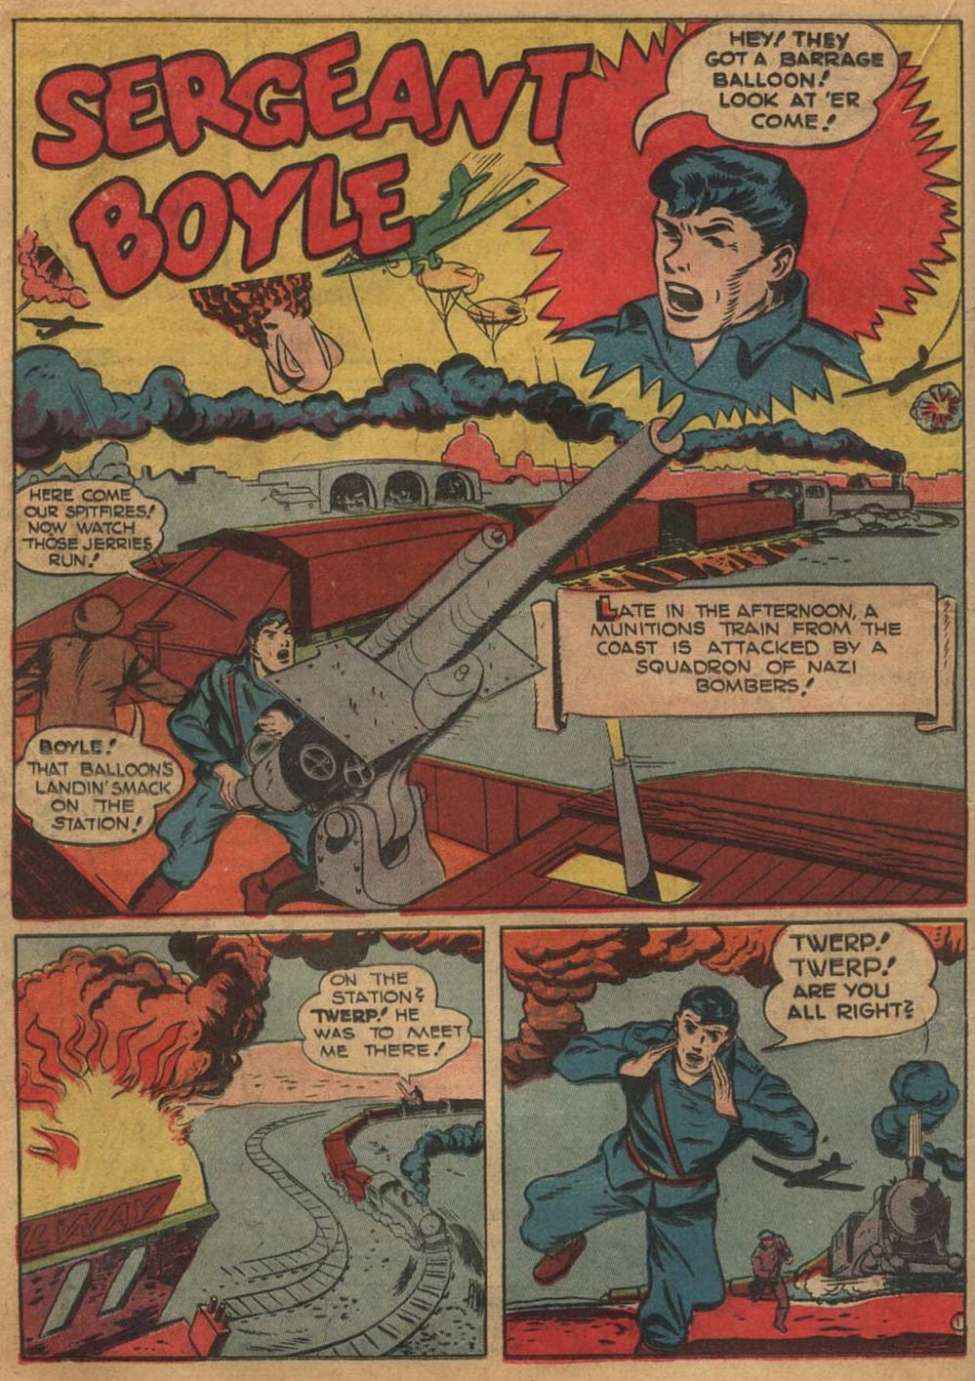 SERGEANT
BOYLE
HEY! THEY
GOT A BARRAGE
BALLOON!
LOOK AT 'ER
COME!
HERE COME
OUR SPITFIRES!
NOW WATCH
THOSE JERRIES
RUN!
LATE IN THE AFTERNOON, A
MUNITIONS TRAIN FROM THE
COAST IS ATTACKED BY A
SQUADRON OF NAZI
BOMBERS!
BOYLE!
THAT BALLOON'S
LANDIN' SMACK
ON THE
STATION!
ON THE
STATION?
TWERP! HE
WAS TO MEET
ME THERE!
LWAY
TWERP!
TWERP!
ARE YOU
ALL RIGHT?
1